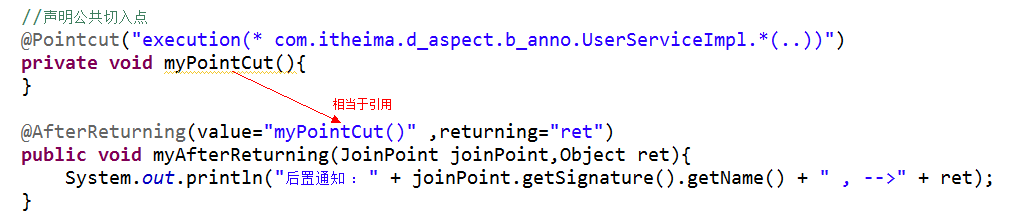 //声明公共切入点
@Pointcut("execution(* com.itheima.d_aspect.b_anno.UserServiceImpl.*(..))")
private void myPointCut(){
}
相当于引用
@AfterReturning(value="myPointCut()" ,returning="ret")
public void myAfterReturning(JoinPoint joinPoint,Object ret){
    System.out.println("后置通知 : " + joinPoint.getSignature().getName() + " , -->" + ret);
}